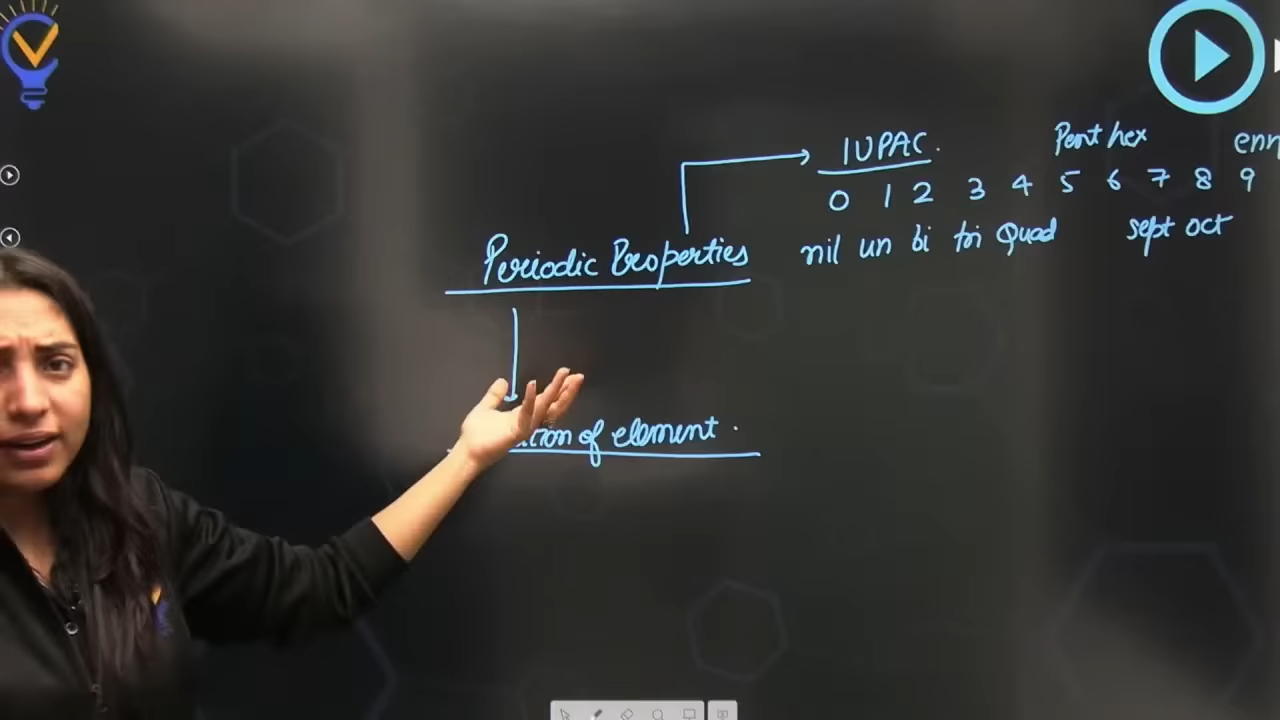 IUPAC.
Pent hex
0 1 2 3 4 5 6 7 8 9
nil un bi tri Quad sept oct
Periodic Properties
of element.